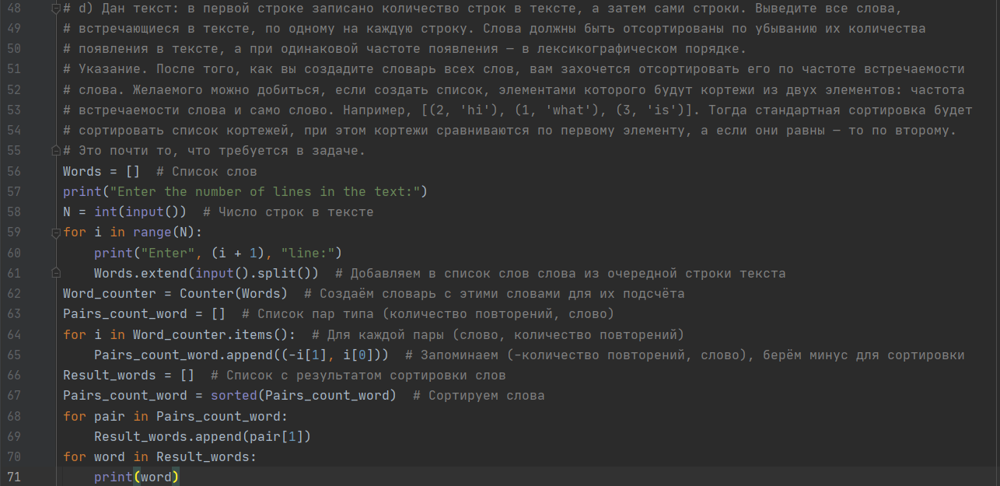 48 # d) Дан текст: в первой строке записано количество строк в тексте, а затем сами строки. Выведите все слова,
49 # встречающиеся в тексте, по одному на каждую строку. Слова должны быть отсортированы по убыванию их количества
50 # появления в тексте, а при одинаковой частоте появления — в лексикографическом порядке.
51 # Указание. После того, как вы создадите словарь всех слов, вам захочется отсортировать его по частоте встречаемости
52 # слова. Желаемого можно добиться, если создать список, элементами которого будут кортежи из двух элементов: частота
53 # встречаемости слова и само слово. Например, [(2, 'hi'), (1, 'what'), (3, 'is')]. Тогда стандартная сортировка будет
54 # сортировать список кортежей, при этом кортежи сравниваются по первому элементу, а если они равны — то по второму.
55 # Это почти то, что требуется в задаче.
56 Words = []  # Список слов
57 print("Enter the number of lines in the text:")
58 N = int(input())  # Число строк в тексте
59 for i in range(N):
60     print("Enter", (i + 1), "line:")
61     Words.extend(input().split())  # Добавляем в список слов слова из очередной строки текста
62 Word_counter = Counter(Words)  # Создаём словарь с этими словами для их подсчёта
63 Pairs_count_word = []  # Список пар типа (количество повторений, слово)
64 for i in Word_counter.items():  # Для каждой пары (слово, количество повторений)
65     Pairs_count_word.append((-i[1], i[0]))  # Запоминаем (-количество повторений, слово), берём минус для сортировки
66 Result_words = []  # Список с результатом сортировки слов
67 Pairs_count_word = sorted(Pairs_count_word)  # Сортируем слова
68 for pair in Pairs_count_word:
69     Result_words.append(pair[1])
70 for word in Result_words:
71     print(word)